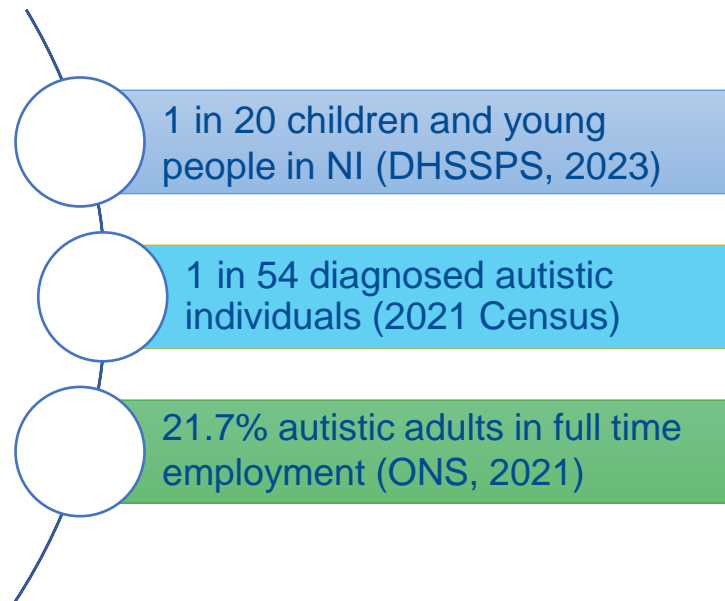 1 in 20 children and young
people in NI (DHSSPS, 2023)
1 in 54 diagnosed autistic
individuals (2021 Census)
21.7% autistic adults in full time
employment (ONS, 2021)